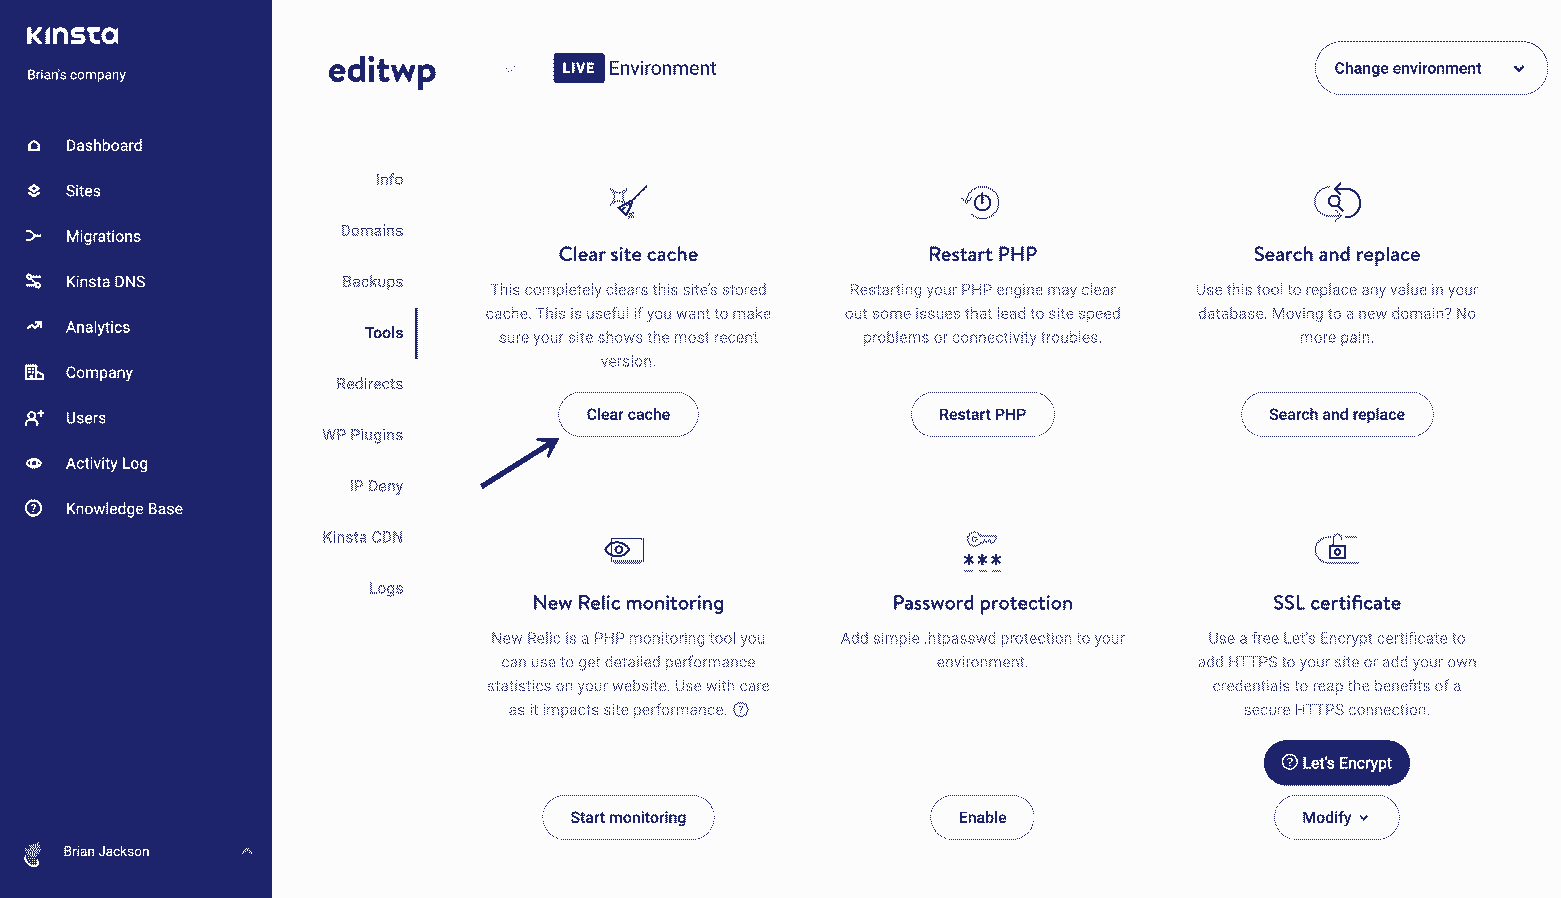 Kinsta
Brian's company
Dashboard
Sites
Migrations
Kinsta DNS
Analytics
Company
Users
Activity Log
Knowledge Base
Brian Jackson
editwp
LIVE Environment
Change environment
Info
Domains
Backups
Tools
Redirects
WP Plugins
IP Deny
Kinsta CDN
Logs
Clear site cache
This completely clears this site's stored
cache. This is useful if you want to make
sure your site shows the most recent
version.
Clear cache
Restart PHP
Restarting your PHP engine may clear
out some issues that lead to site speed
problems or connectivity troubles.
Restart PHP
Search and replace
Use this tool to replace any value in your
database. Moving to a new domain? No
more pain.
Search and replace
New Relic monitoring
New Relic is a PHP monitoring tool you
can use to get detailed performance
statistics on your website. Use with care
as it impacts site performance. ?
Start monitoring
***
Password protection
Add simple .htpasswd protection to your
environment.
Enable
SSL certificate
Use a free Let's Encrypt certificate to
add HTTPS to your site or add your own
credentials to reap the benefits of a
secure HTTPS connection.
? Let's Encrypt
Modify